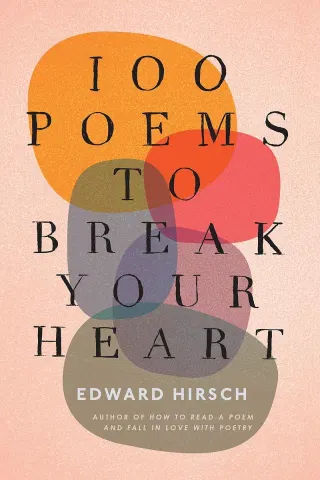 100
POEMS
TO
BREAK
YOUR
HEART
EDWARD HIRSCH
AUTHOR OF HOW TO READ A POEM
AND FALL IN LOVE WITH POETRY